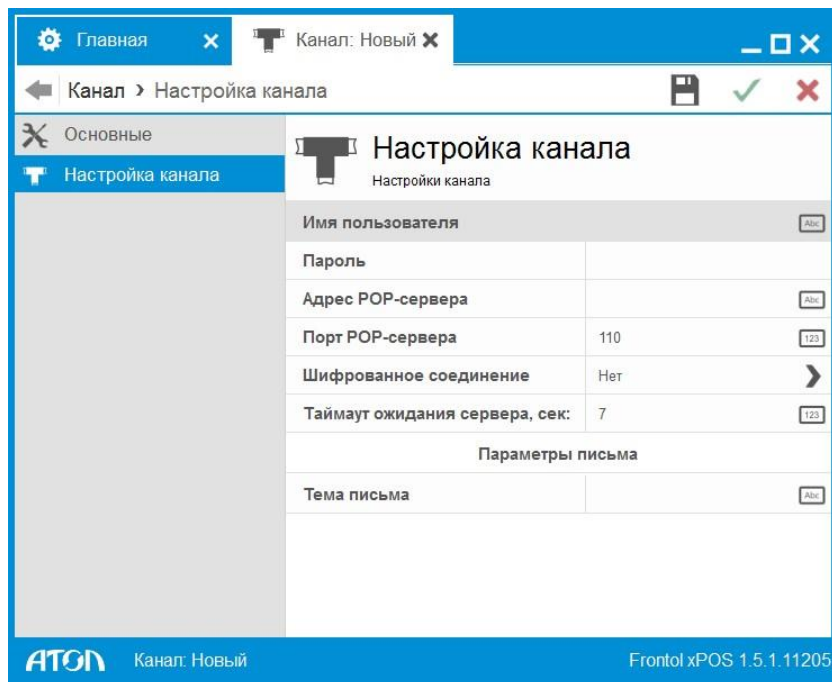 Главная
Канал: Новый
Канал › Настройка канала
Основные
Настройка канала
Настройка канала
Настройки канала
Имя пользователя Abc
Пароль
Адрес POP-сервера Abc
Порт POP-сервера 110 123
Шифрованное соединение Нет
Таймаут ожидания сервера, сек: 7 123
Параметры письма
Тема письма Abc
АТОЛ Канал: Новый Frontol xPOS 1.5.1.11205